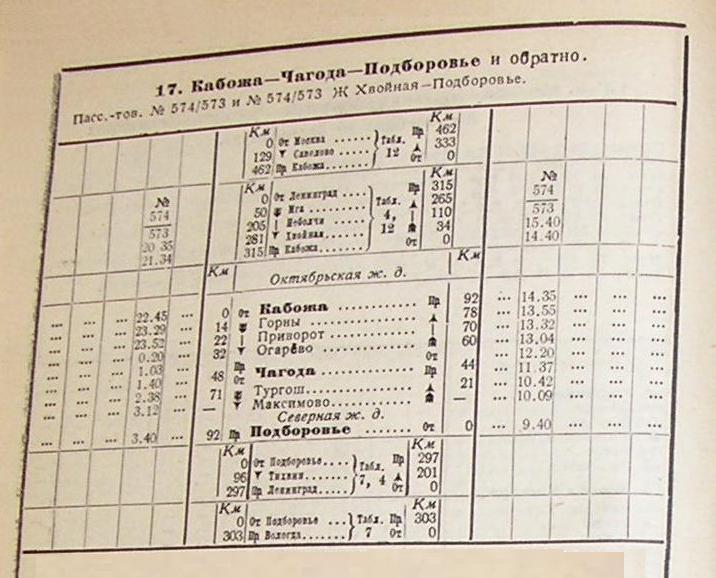 17. Кабожа—Чагода—Подборовье и обратно.
Пасс.-тов. № 574/573 и № 574/573 Ж Хвойная—Подборовье.
Км Км
0 От Москва ...... Табл. Пр 462
129 Савелово ..... 12 333
462 Пр Кабожа..... От 0
Км Км
№ 0 От Ленинград .... Пр 315 №
574 50 Мга ....... Табл. 265 574
573 205 Неболчи ..... 4, 110 573
20 35 281 Хвойная..... 12 34 15.40
21.34 315 Пр Кабожа..... От 0 14.40
Км Октябрьская ж. д. Км
... ... ... 22.45 ... 0 От Кабожа ........... Пр 92 ... 14.35 ... ... ...
... ... ... 23.29 ... 14 Горны ........... 78 ... 13.55 ... ... ...
... ... ... 23.52 ... 22 Приворот ......... 70 ... 13.32 ... ... ...
... ... ... 0.20 ... 32 Огарёво .......... 60 ... 13.04 ... ... ...
... ... ... 1.03 ... 48 Пр Чагода ........... От 44 ... 12.20 ... ... ...
... ... ... 1.40 ... От Пр ... 11.37 ... ... ...
... ... ... 2.38 ... 71 Тургош........... 21 ... 10.42 ... ... ...
... ... ... 3.12 ... — Максимово ........ — ... 10.09 ... ... ...
Северная ж. д.
... ... ... 3.40 ... 92 Пр Подборовье ....... От 0 ... 9.40 ... ... ...
Км Км
0 От Подборовье.... Табл. Пр 297
96 Тихвин ...... 7, 4 201
297 Пр Ленинград.... От 0
Км Км
0 От Подборовье ... Табл. Пр 303
303 Пр Вологда...... 7 От 0